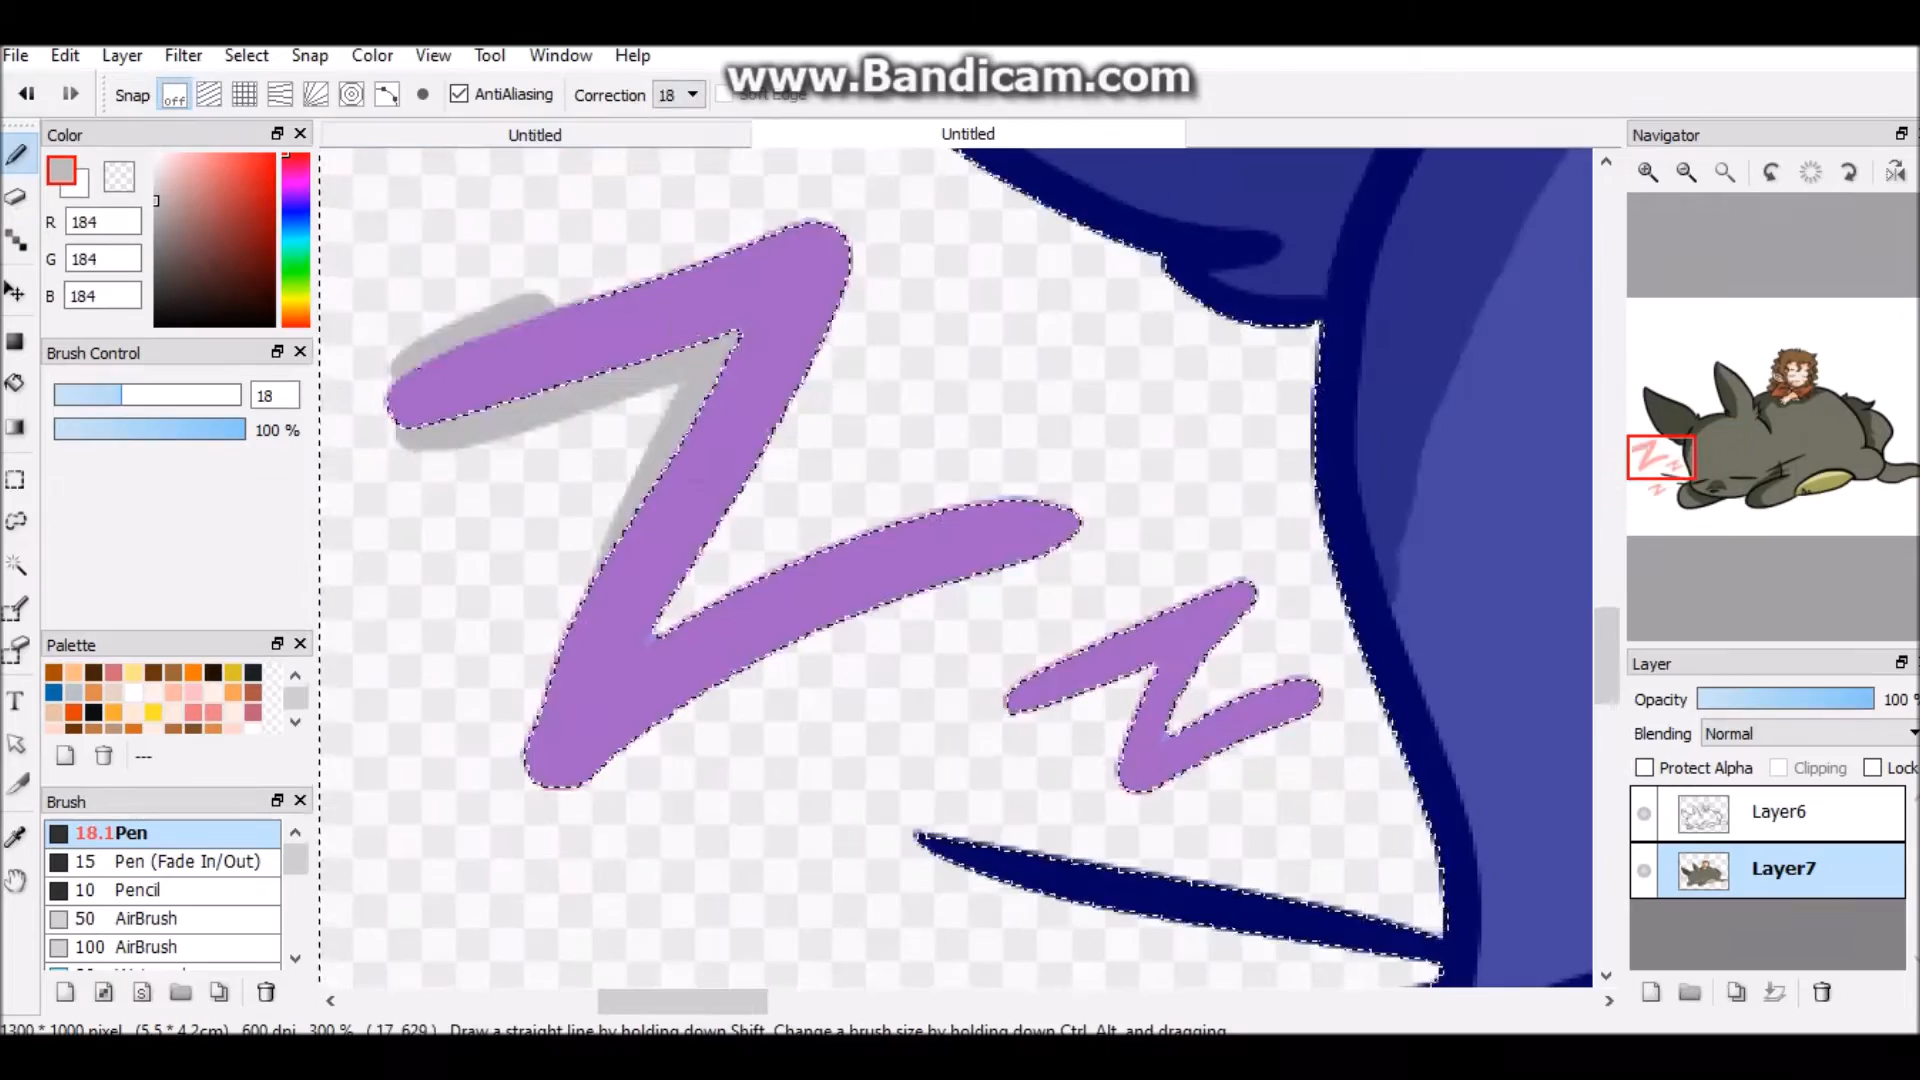 File Edit Layer Filter Select Snap Color View Tool Window Help
www.Bandicam.com
Snap off AntiAliasing Correction 18 Soft Edge
Color
Untitled
Untitled
Navigator
R 184
G 184
B 184
Brush Control
18
100 %
Palette
---
Brush
18.1 Pen
15 Pen (Fade In/Out)
10 Pencil
50 AirBrush
100 AirBrush
Z
z
Layer
Opacity 100 %
Blending Normal
Protect Alpha Clipping Lock
Layer6
Layer7
1300 * 1000 pixel (5.5 * 4.2cm) 600 dpi 300 % ( 17, 629 ) Draw a straight line by holding down Shift, Change a brush size by holding down Ctrl, Alt, and dragging